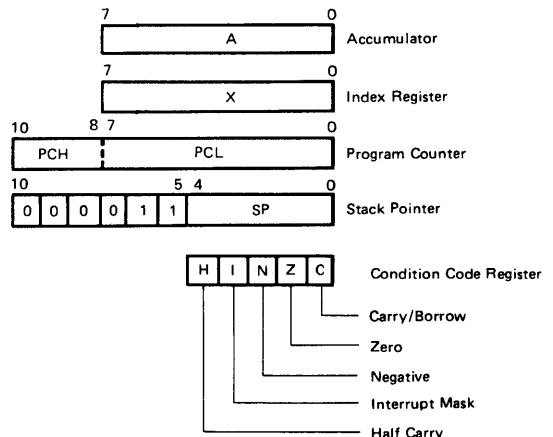 7 0
A Accumulator
7 0
X Index Register
10 8 7 0
PCH PCL Program Counter
10 5 4 0
0 0 0 0 1 1 SP Stack Pointer
H I N Z C Condition Code Register
Carry/Borrow
Zero
Negative
Interrupt Mask
Half Carry